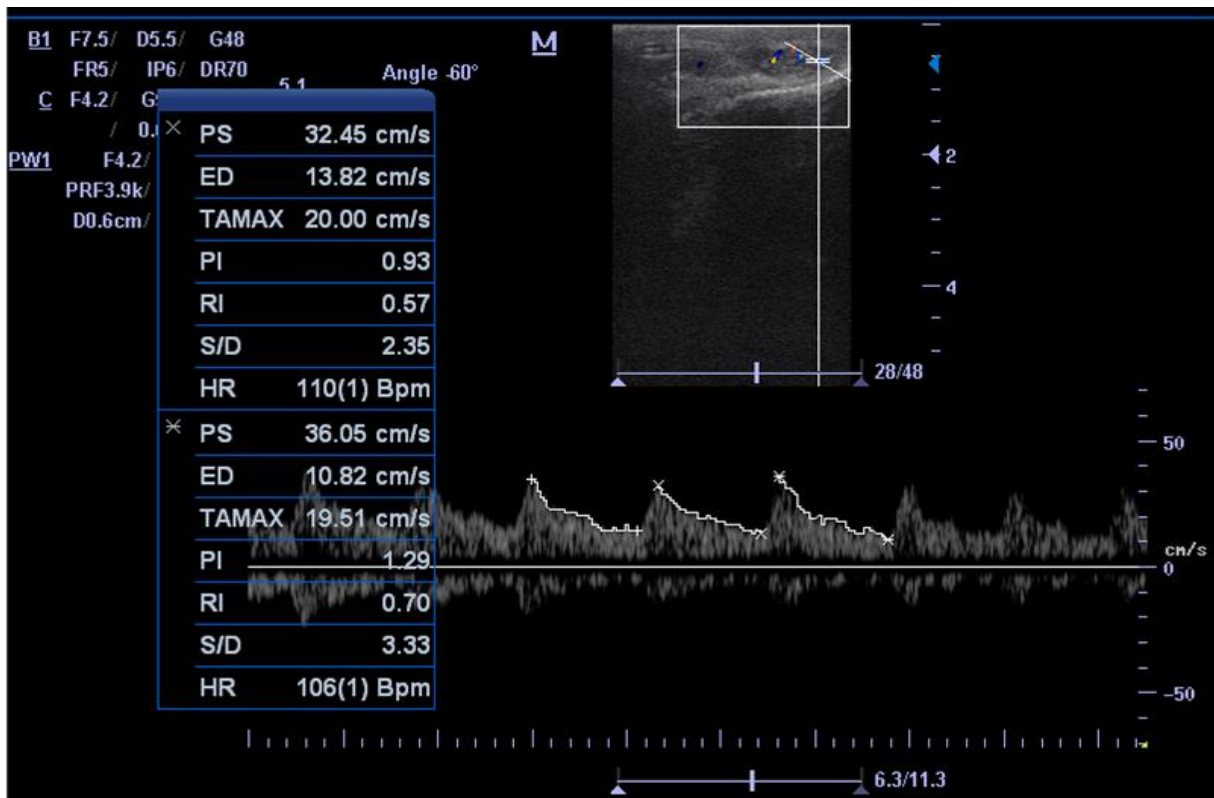 B1 F7.5/ D5.5/ G48
FR5/ IP6/ DR70
C F4.2/
/
PW1 F4.2/
PRF3.9k/
D0.6cm/
M
Angle -60°
PS 32.45 cm/s
ED 13.82 cm/s
TAMAX 20.00 cm/s
PI 0.93
RI 0.57
S/D 2.35
HR 110(1) Bpm
PS 36.05 cm/s
ED 10.82 cm/s
TAMAX 19.51 cm/s
PI 1.29
RI 0.70
S/D 3.33
HR 106(1) Bpm
2
4
28/48
50
cm/s
0
-50
6.3/11.3